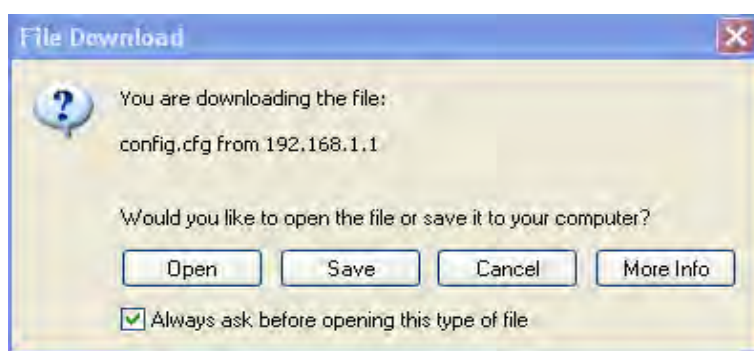 File Download
You are downloading the file:
config.cfg from 192.168.1.1
Would you like to open the file or save it to your computer?
Open Save Cancel More Info
Always ask before opening this type of file